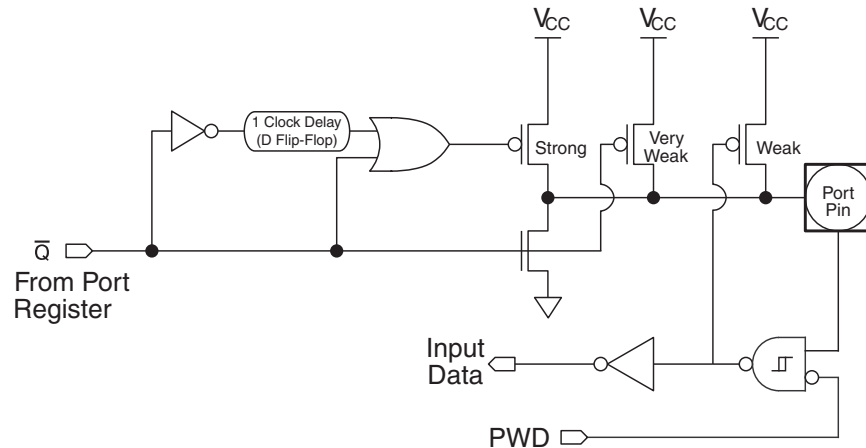 VCC
VCC
VCC
1 Clock Delay
(D Flip-Flop)
Strong
Very
Weak
Weak
Port
Pin
Q̅
From Port
Register
Input
Data
PWD